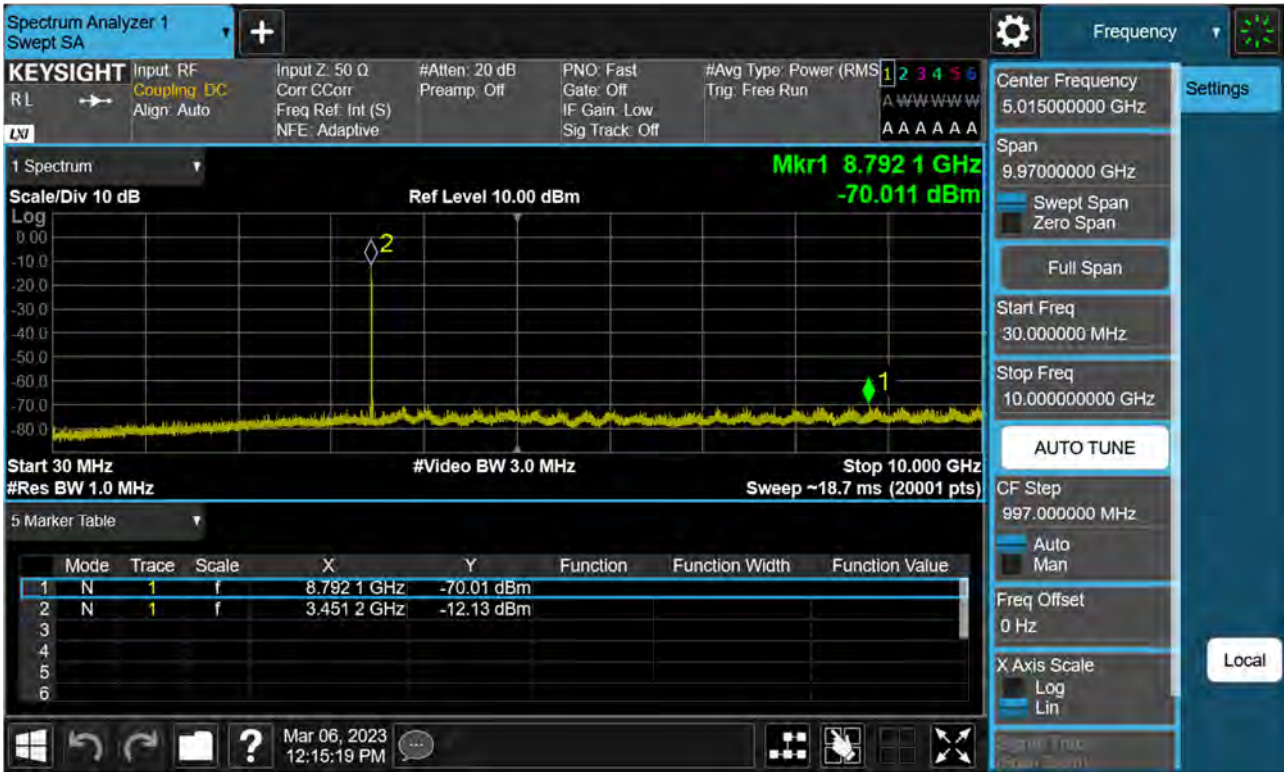 Spectrum Analyzer 1
Swept SA
+
Frequency
KEYSIGHT
RL
LXI
Input: RF
Coupling: DC
Align: Auto
Input Z: 50 Ω
Corr CCorr
Freq Ref: Int (S)
NFE: Adaptive
#Atten: 20 dB
Preamp: Off
PNO: Fast
Gate: Off
IF Gain: Low
Sig Track: Off
#Avg Type: Power (RMS
Trig: Free Run
1 2 3 4 5 6
A W W W W W
A A A A A A
1 Spectrum
Mkr1 8.792 1 GHz
-70.011 dBm
Scale/Div 10 dB
Ref Level 10.00 dBm
Log
0.00
-10.0
-20.0
-30.0
-40.0
-50.0
-60.0
-70.0
-80.0
2
1
Start 30 MHz
#Video BW 3.0 MHz
Stop 10.000 GHz
#Res BW 1.0 MHz
Sweep ~18.7 ms (20001 pts)
5 Marker Table
Mode Trace Scale X Y Function Function Width Function Value
1 N 1 f 8.792 1 GHz -70.01 dBm
2 N 1 f 3.451 2 GHz -12.13 dBm
3
4
5
6
Mar 06, 2023
12:15:19 PM
?
Center Frequency
5.015000000 GHz
Settings
Span
9.97000000 GHz
Swept Span
Zero Span
Full Span
Start Freq
30.000000 MHz
Stop Freq
10.000000000 GHz
AUTO TUNE
CF Step
997.000000 MHz
Auto
Man
Freq Offset
0 Hz
X Axis Scale
Log
Lin
Local